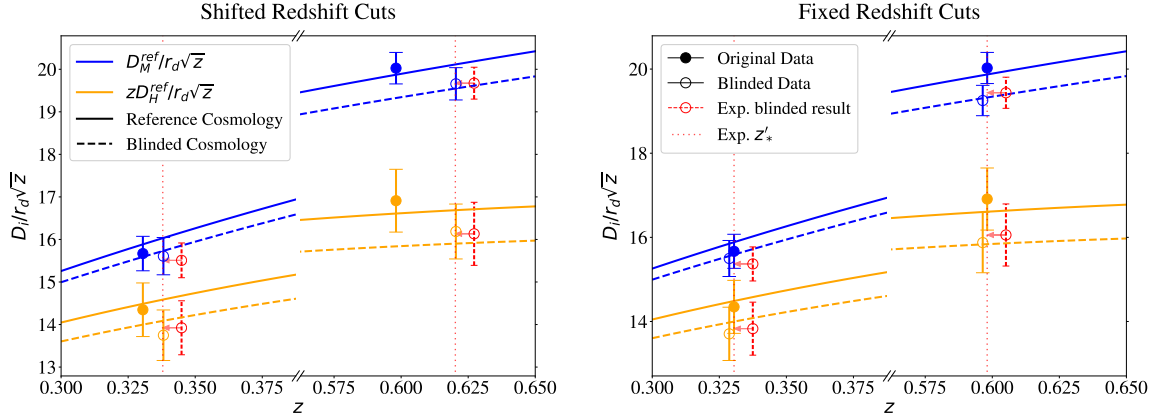 Shifted Redshift Cuts
Fixed Redshift Cuts
D_M^{ref}/r_d√z
zD_H^{ref}/r_d√z
Reference Cosmology
Blinded Cosmology
Original Data
Blinded Data
Exp. blinded result
Exp. z'_*
D_i/r_d√z
20
19
18
17
16
15
14
13
0.300
0.325
0.350
0.375
0.575
0.600
0.625
0.650
z
D_i/r_d√z
20
18
16
14
0.300
0.325
0.350
0.375
0.575
0.600
0.625
0.650
z